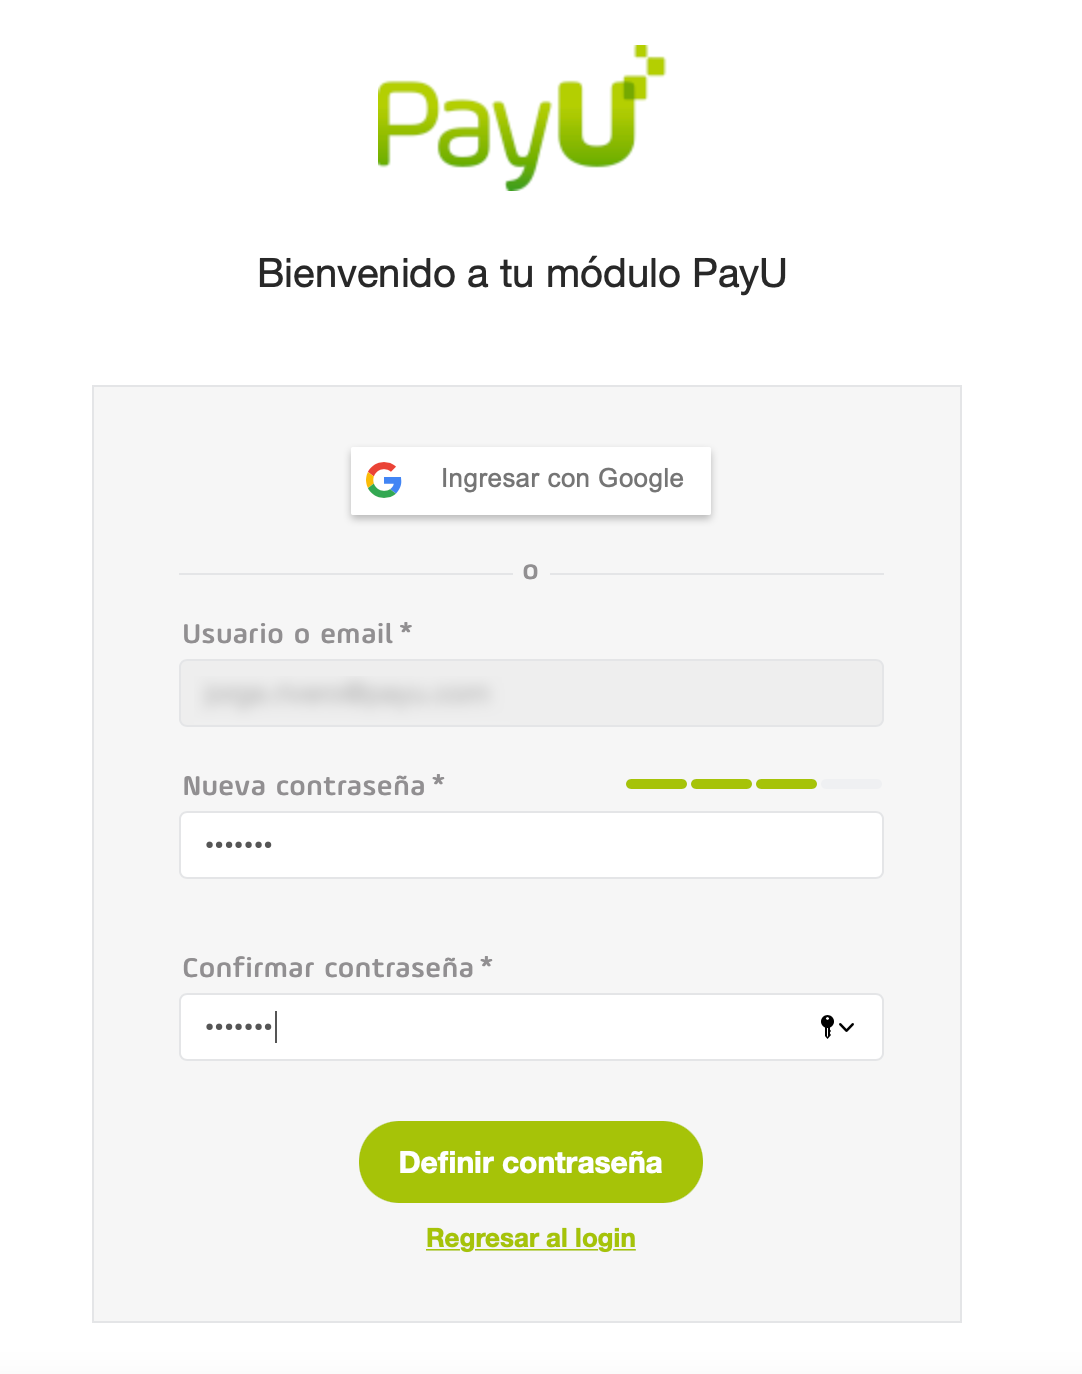 PayU
Bienvenido a tu módulo PayU
Ingresar con Google
o
Usuario o email *
Nueva contraseña *
•••••••
Confirmar contraseña *
•••••••
Definir contraseña
Regresar al login